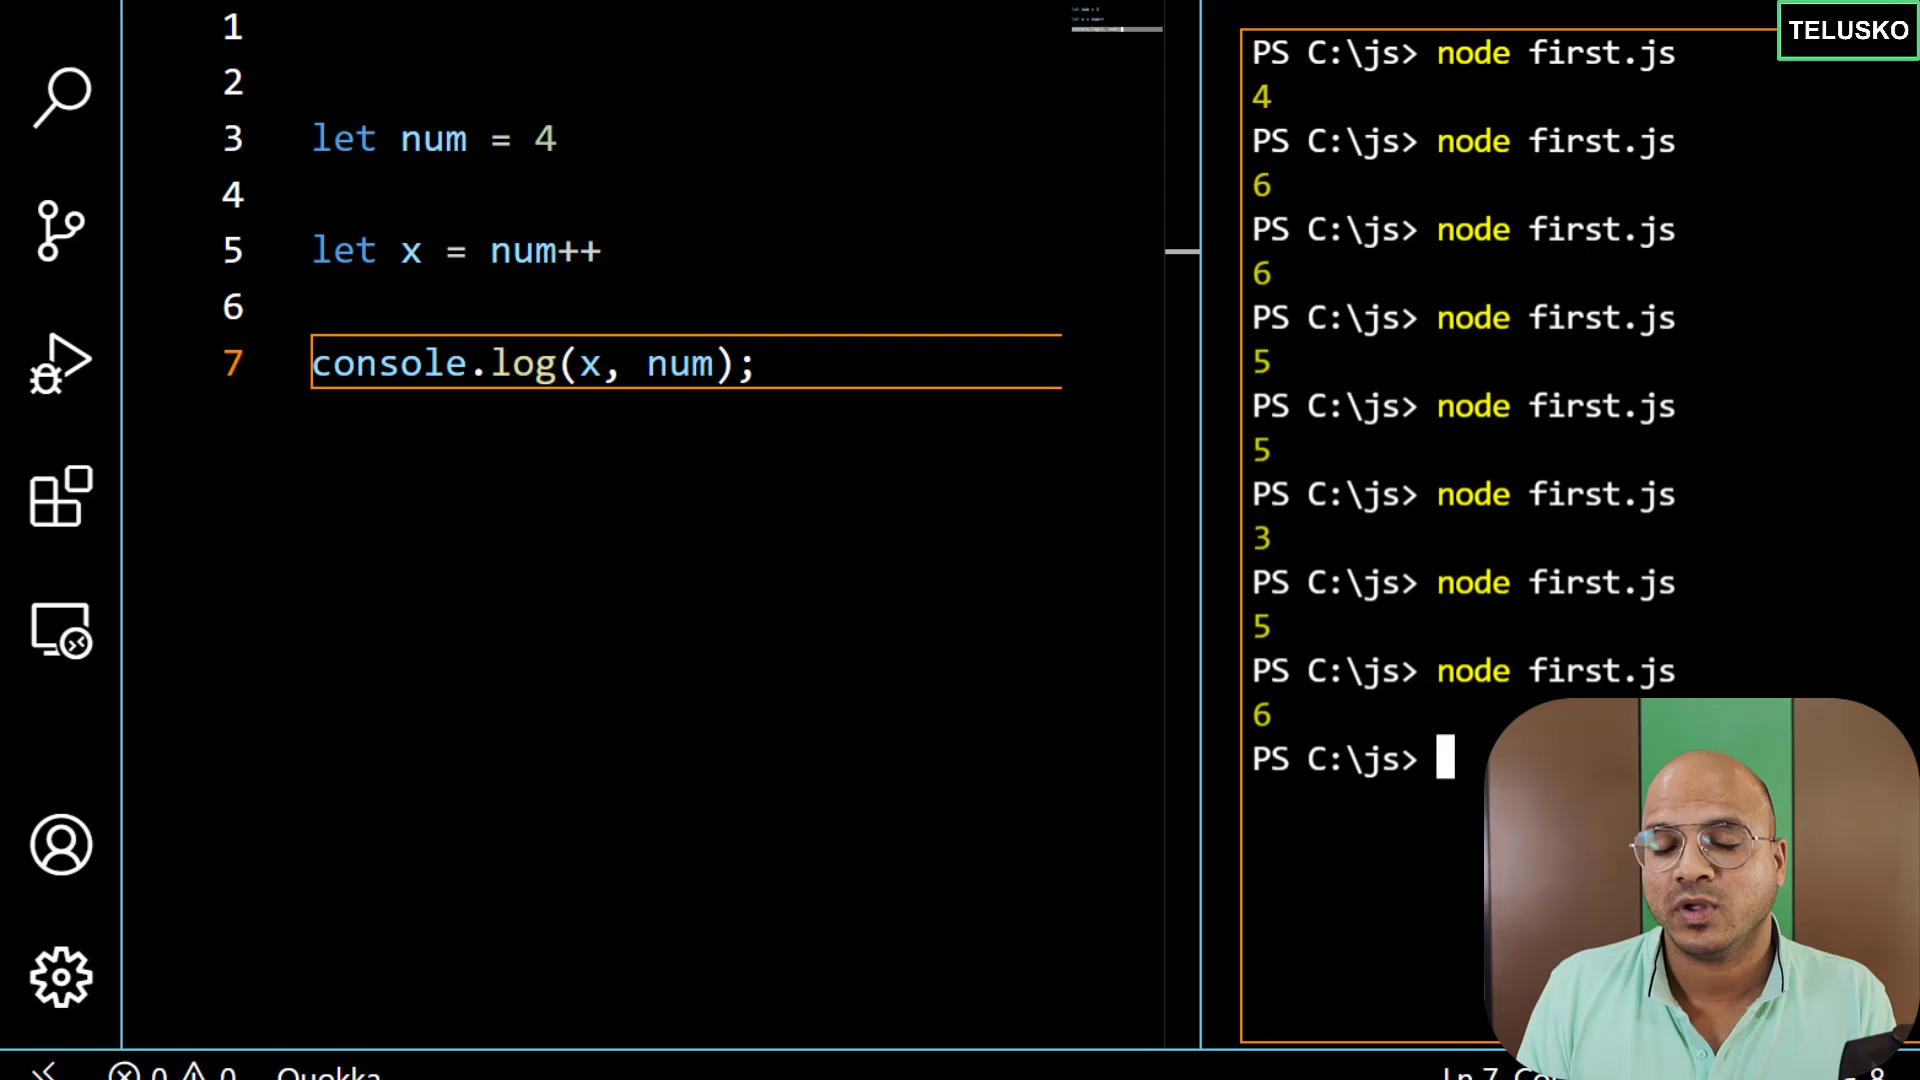 1
2
3 let num = 4
4
5 let x = num++
6
7 console.log(x, num);
TELUSKO
PS C:\js> node first.js
4
PS C:\js> node first.js
6
PS C:\js> node first.js
6
PS C:\js> node first.js
5
PS C:\js> node first.js
5
PS C:\js> node first.js
3
PS C:\js> node first.js
5
PS C:\js> node first.js
6
PS C:\js>
0 0 Quokka
Ln 7,